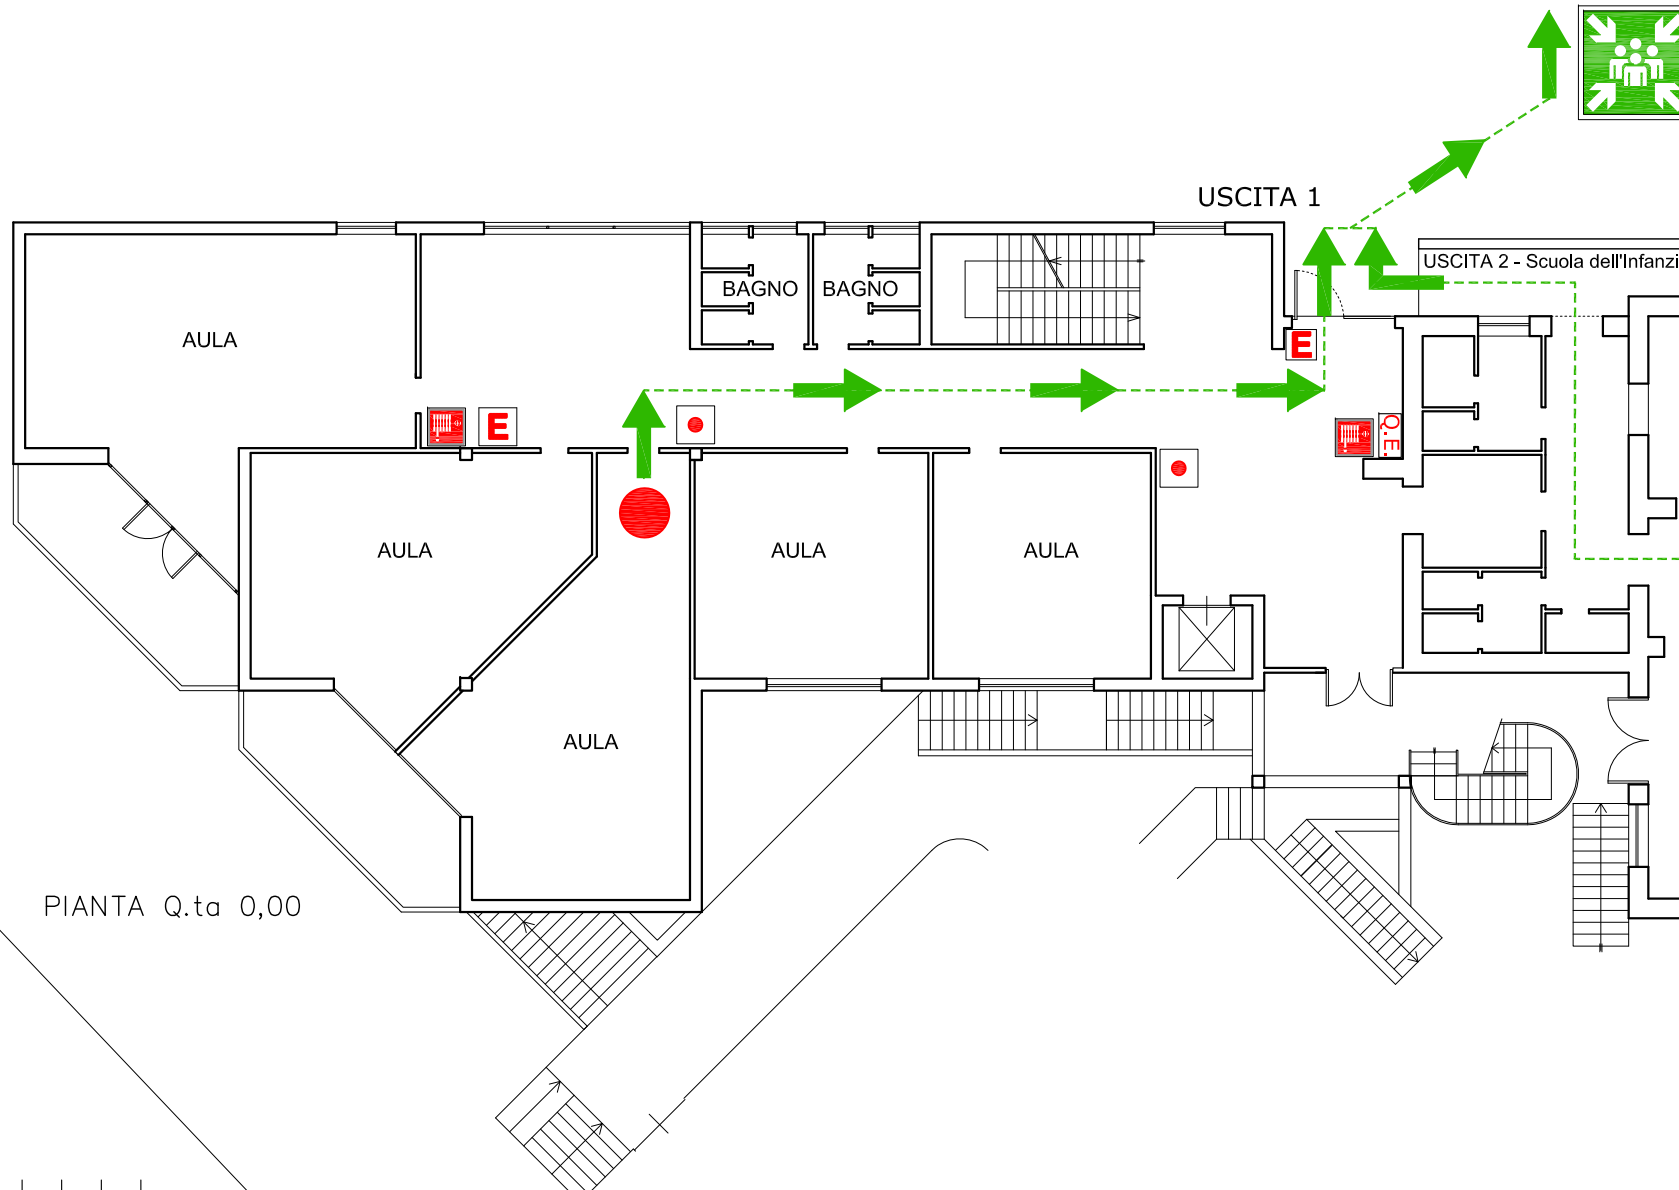 USCITA 1
USCITA 2 - Scuola dell'Infanzi
BAGNO
BAGNO
AULA
E
E
Q.E.
AULA
AULA
AULA
AULA
PIANTA Q.ta 0,00